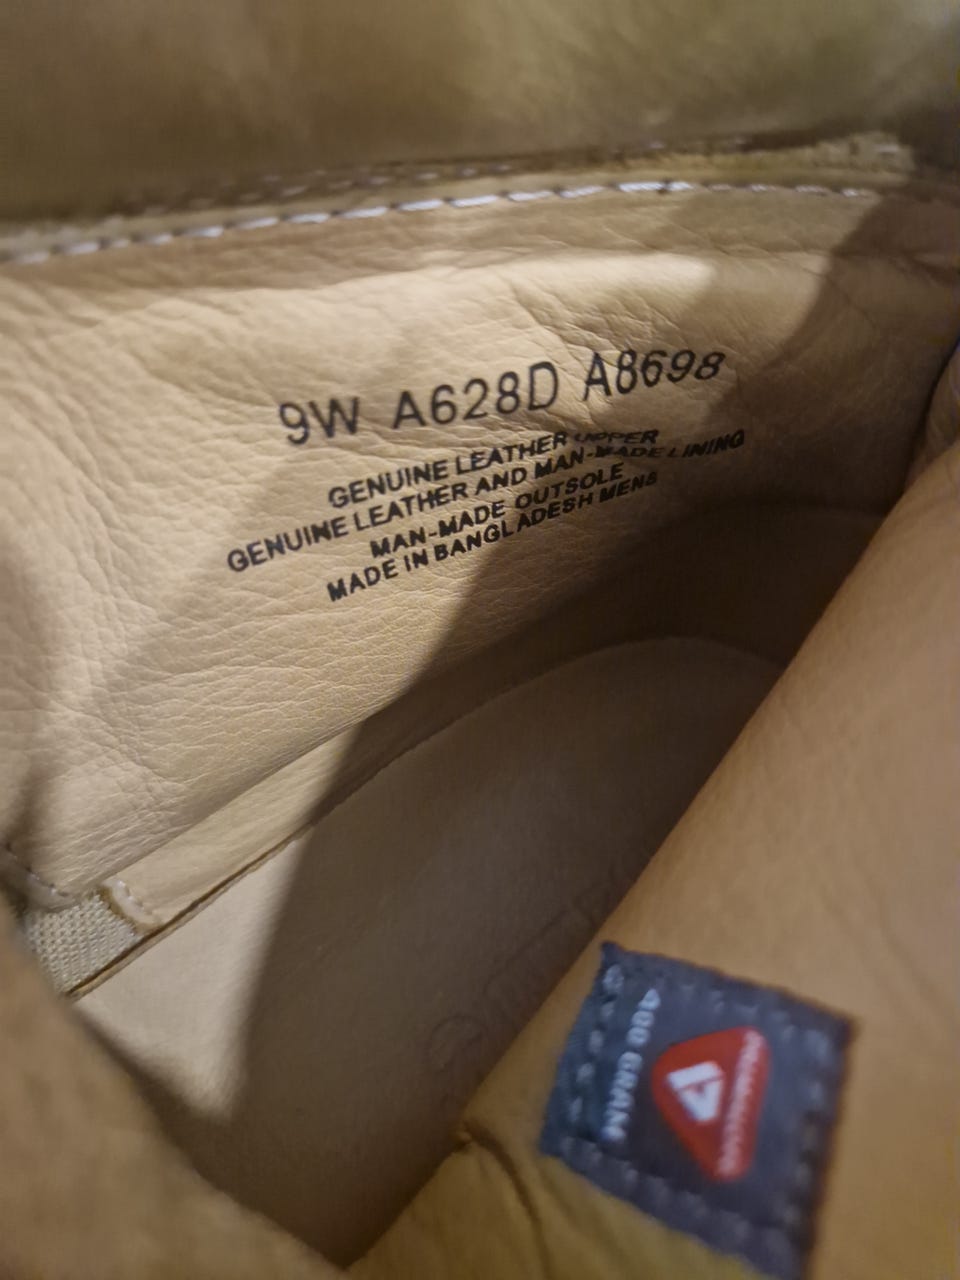 9W A628D A8698
GENUINE LEATHER UPPER
GENUINE LEATHER AND MAN-MADE LINING
MAN-MADE OUTSOLE
MADE IN BANGLADESH MENS
400 GRAM